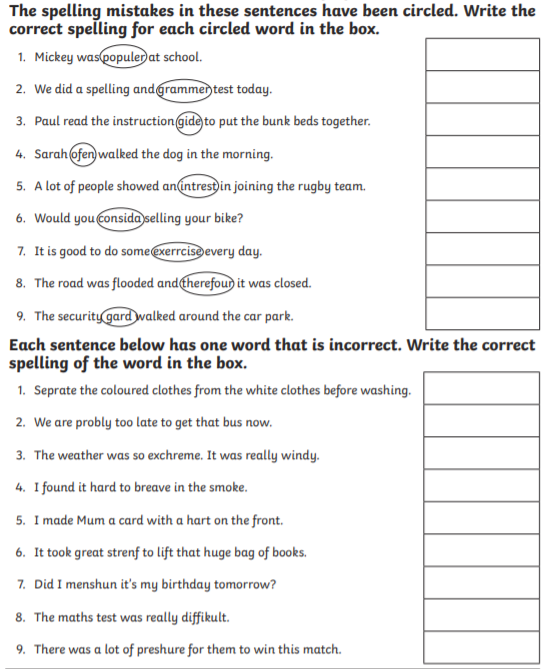 The spelling mistakes in these sentences have been circled. Write the
correct spelling for each circled word in the box.
1. Mickey was populer at school.
2. We did a spelling and grammer test today.
3. Paul read the instruction gide to put the bunk beds together.
4. Sarah ofen walked the dog in the morning.
5. A lot of people showed an intrest in joining the rugby team.
6. Would you consida selling your bike?
7. It is good to do some exerrcise every day.
8. The road was flooded and therefour it was closed.
9. The security gard walked around the car park.
Each sentence below has one word that is incorrect. Write the correct
spelling of the word in the box.
1. Seprate the coloured clothes from the white clothes before washing.
2. We are probly too late to get that bus now.
3. The weather was so exchreme. It was really windy.
4. I found it hard to breave in the smoke.
5. I made Mum a card with a hart on the front.
6. It took great strenf to lift that huge bag of books.
7. Did I menshun it's my birthday tomorrow?
8. The maths test was really diffikult.
9. There was a lot of preshure for them to win this match.